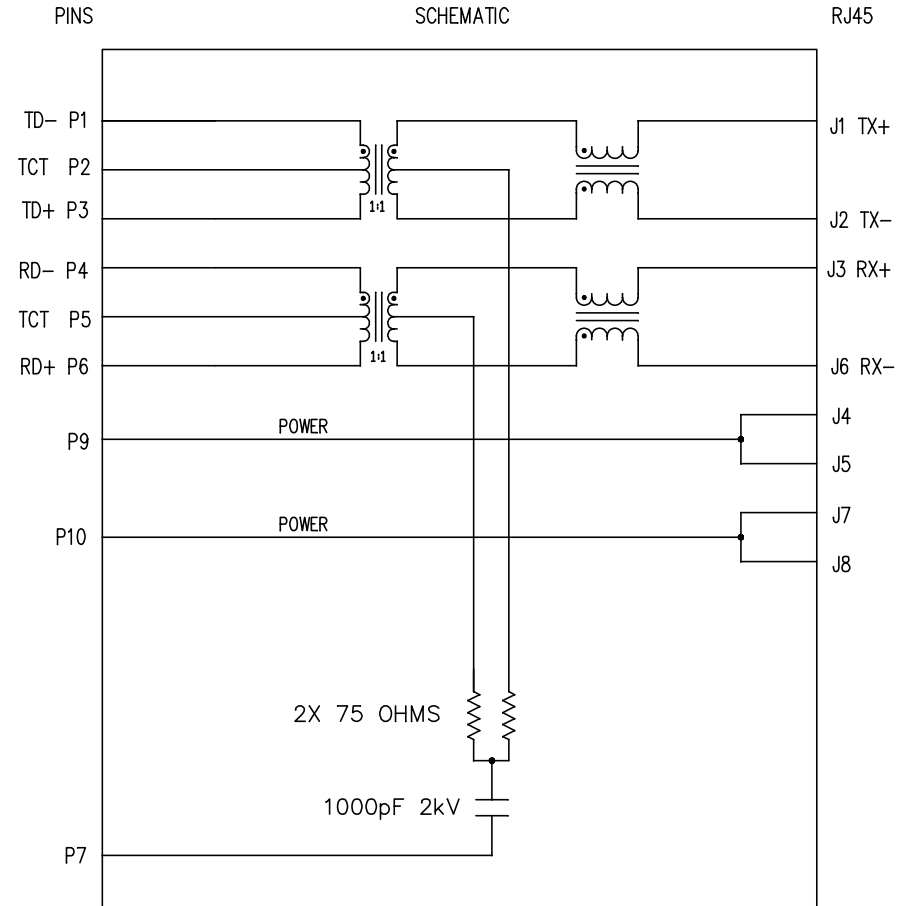 PINS SCHEMATIC RJ45
TD- P1
J1 TX+
TCT P2
TD+ P3
1:1
J2 TX-
RD- P4
J3 RX+
TCT P5
1:1
RD+ P6
J6 RX-
J4
POWER
P9
J5
J7
POWER
P10
J8
2X 75 OHMS
1000pF 2kV
P7